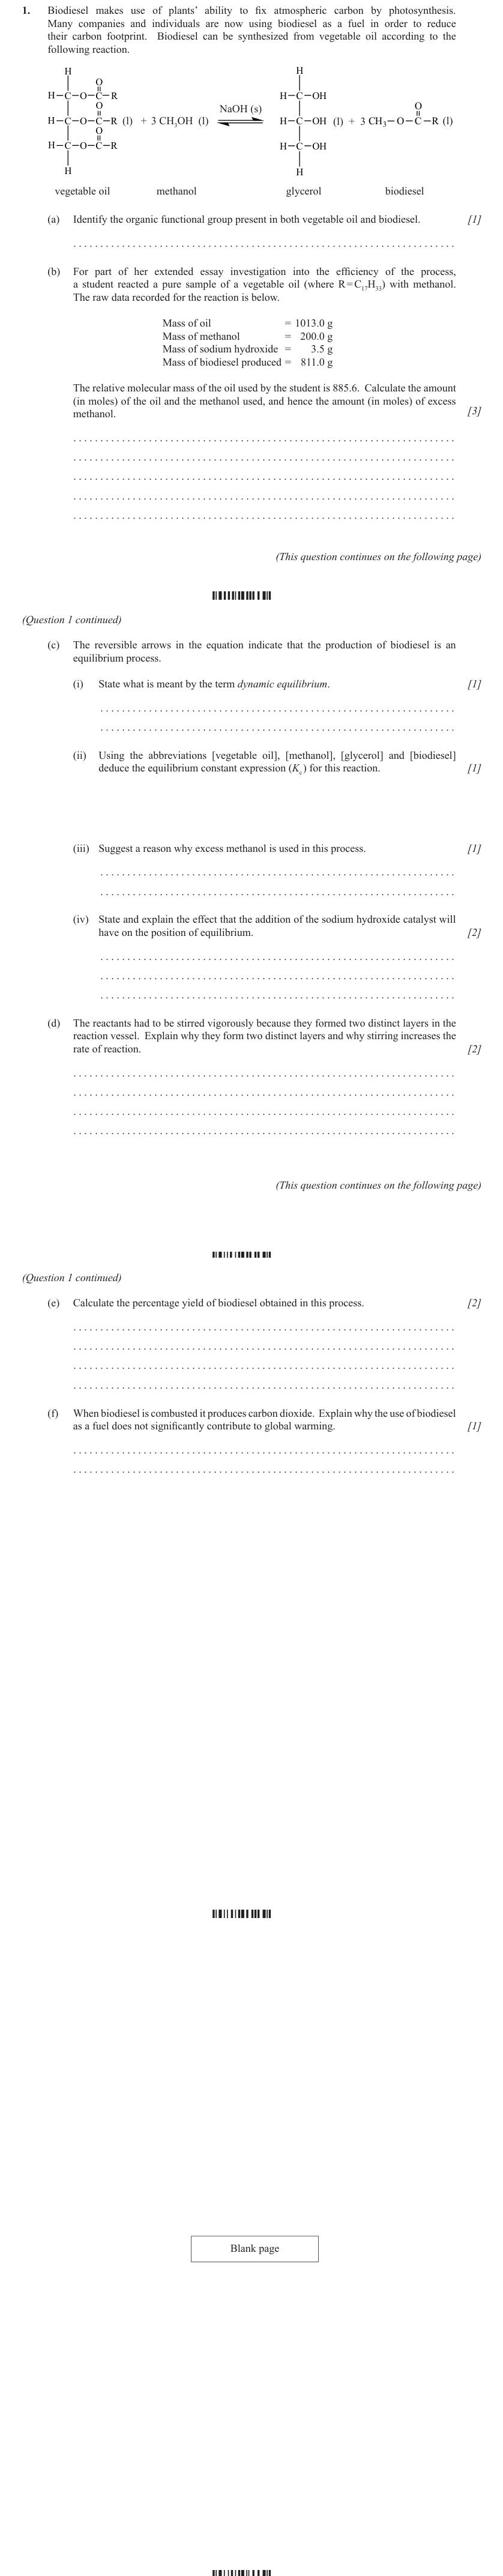 1. Biodiesel makes use of plants' ability to fix atmospheric carbon by photosynthesis.
Many companies and individuals are now using biodiesel as a fuel in order to reduce
their carbon footprint. Biodiesel can be synthesized from vegetable oil according to the
following reaction.
H H
O
H–C–O–C–R H–C–OH
O O
H–C–O–C–R (l) + 3 CH₃OH (l) NaOH (s) H–C–OH (l) + 3 CH₃–O–C–R (l)
O
H–C–O–C–R H–C–OH
H H
vegetable oil methanol glycerol biodiesel
(a) Identify the organic functional group present in both vegetable oil and biodiesel. [1]
(b) For part of her extended essay investigation into the efficiency of the process,
a student reacted a pure sample of a vegetable oil (where R=C₁₇H₃₃) with methanol.
The raw data recorded for the reaction is below.
Mass of oil = 1013.0 g
Mass of methanol = 200.0 g
Mass of sodium hydroxide = 3.5 g
Mass of biodiesel produced = 811.0 g
The relative molecular mass of the oil used by the student is 885.6. Calculate the amount
(in moles) of the oil and the methanol used, and hence the amount (in moles) of excess
methanol. [3]
(This question continues on the following page)
(Question 1 continued)
(c) The reversible arrows in the equation indicate that the production of biodiesel is an
equilibrium process.
(i) State what is meant by the term dynamic equilibrium. [1]
(ii) Using the abbreviations [vegetable oil], [methanol], [glycerol] and [biodiesel]
deduce the equilibrium constant expression (Kc) for this reaction. [1]
(iii) Suggest a reason why excess methanol is used in this process. [1]
(iv) State and explain the effect that the addition of the sodium hydroxide catalyst will
have on the position of equilibrium. [2]
(d) The reactants had to be stirred vigorously because they formed two distinct layers in the
reaction vessel. Explain why they form two distinct layers and why stirring increases the
rate of reaction. [2]
(This question continues on the following page)
(Question 1 continued)
(e) Calculate the percentage yield of biodiesel obtained in this process. [2]
(f) When biodiesel is combusted it produces carbon dioxide. Explain why the use of biodiesel
as a fuel does not significantly contribute to global warming. [1]
Blank page